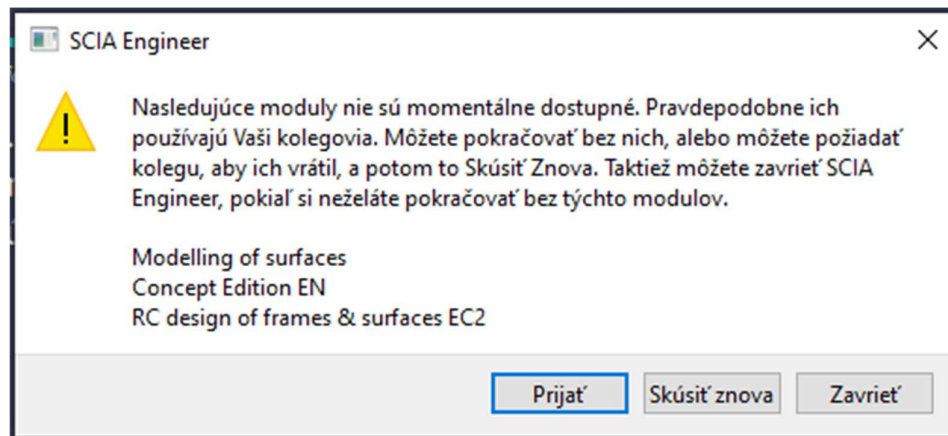 SCIA Engineer
Nasledujúce moduly nie sú momentálne dostupné. Pravdepodobne ich
používajú Vaši kolegovia. Môžete pokračovať bez nich, alebo môžete požiadať
kolegu, aby ich vrátil, a potom to Skúsiť Znova. Taktiež môžete zavrieť SCIA
Engineer, pokiaľ si neželáte pokračovať bez týchto modulov.
Modelling of surfaces
Concept Edition EN
RC design of frames & surfaces EC2
Prijať
Skúsiť znova
Zavrieť